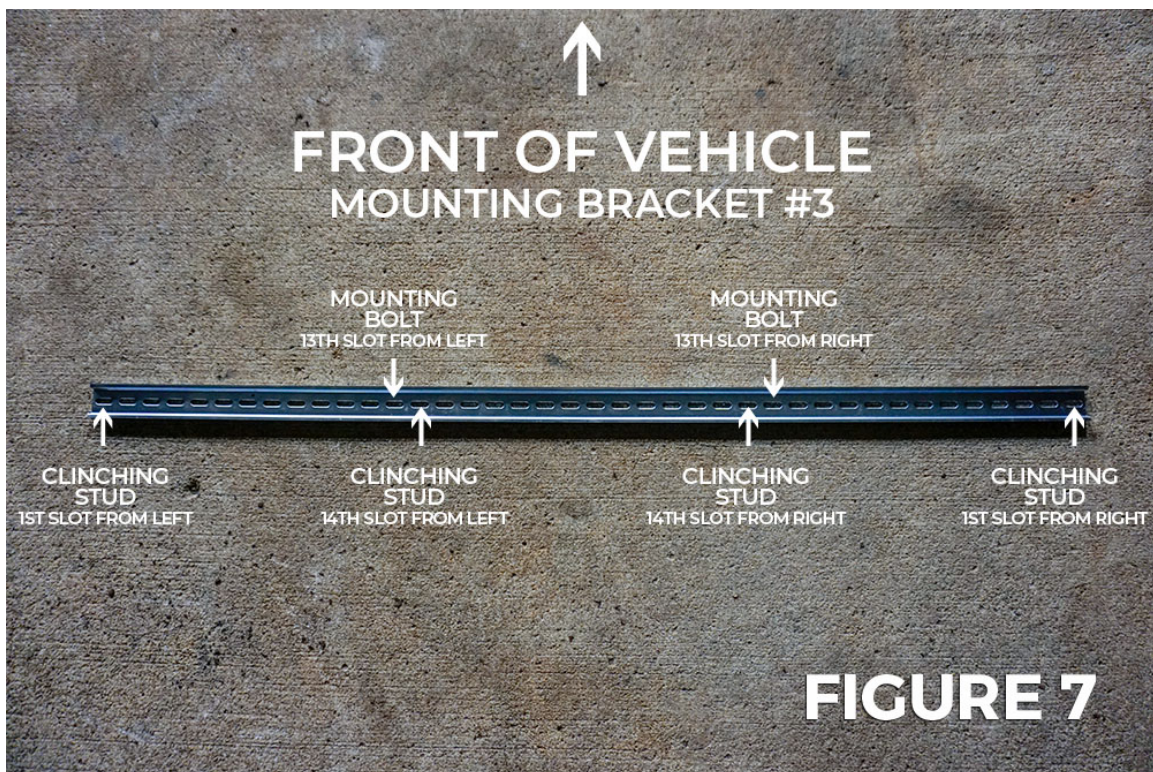 FRONT OF VEHICLE
MOUNTING BRACKET #3
MOUNTING
BOLT
13TH SLOT FROM LEFT
MOUNTING
BOLT
13TH SLOT FROM RIGHT
CLINCHING
STUD
1ST SLOT FROM LEFT
CLINCHING
STUD
14TH SLOT FROM LEFT
CLINCHING
STUD
14TH SLOT FROM RIGHT
CLINCHING
STUD
1ST SLOT FROM RIGHT
FIGURE 7